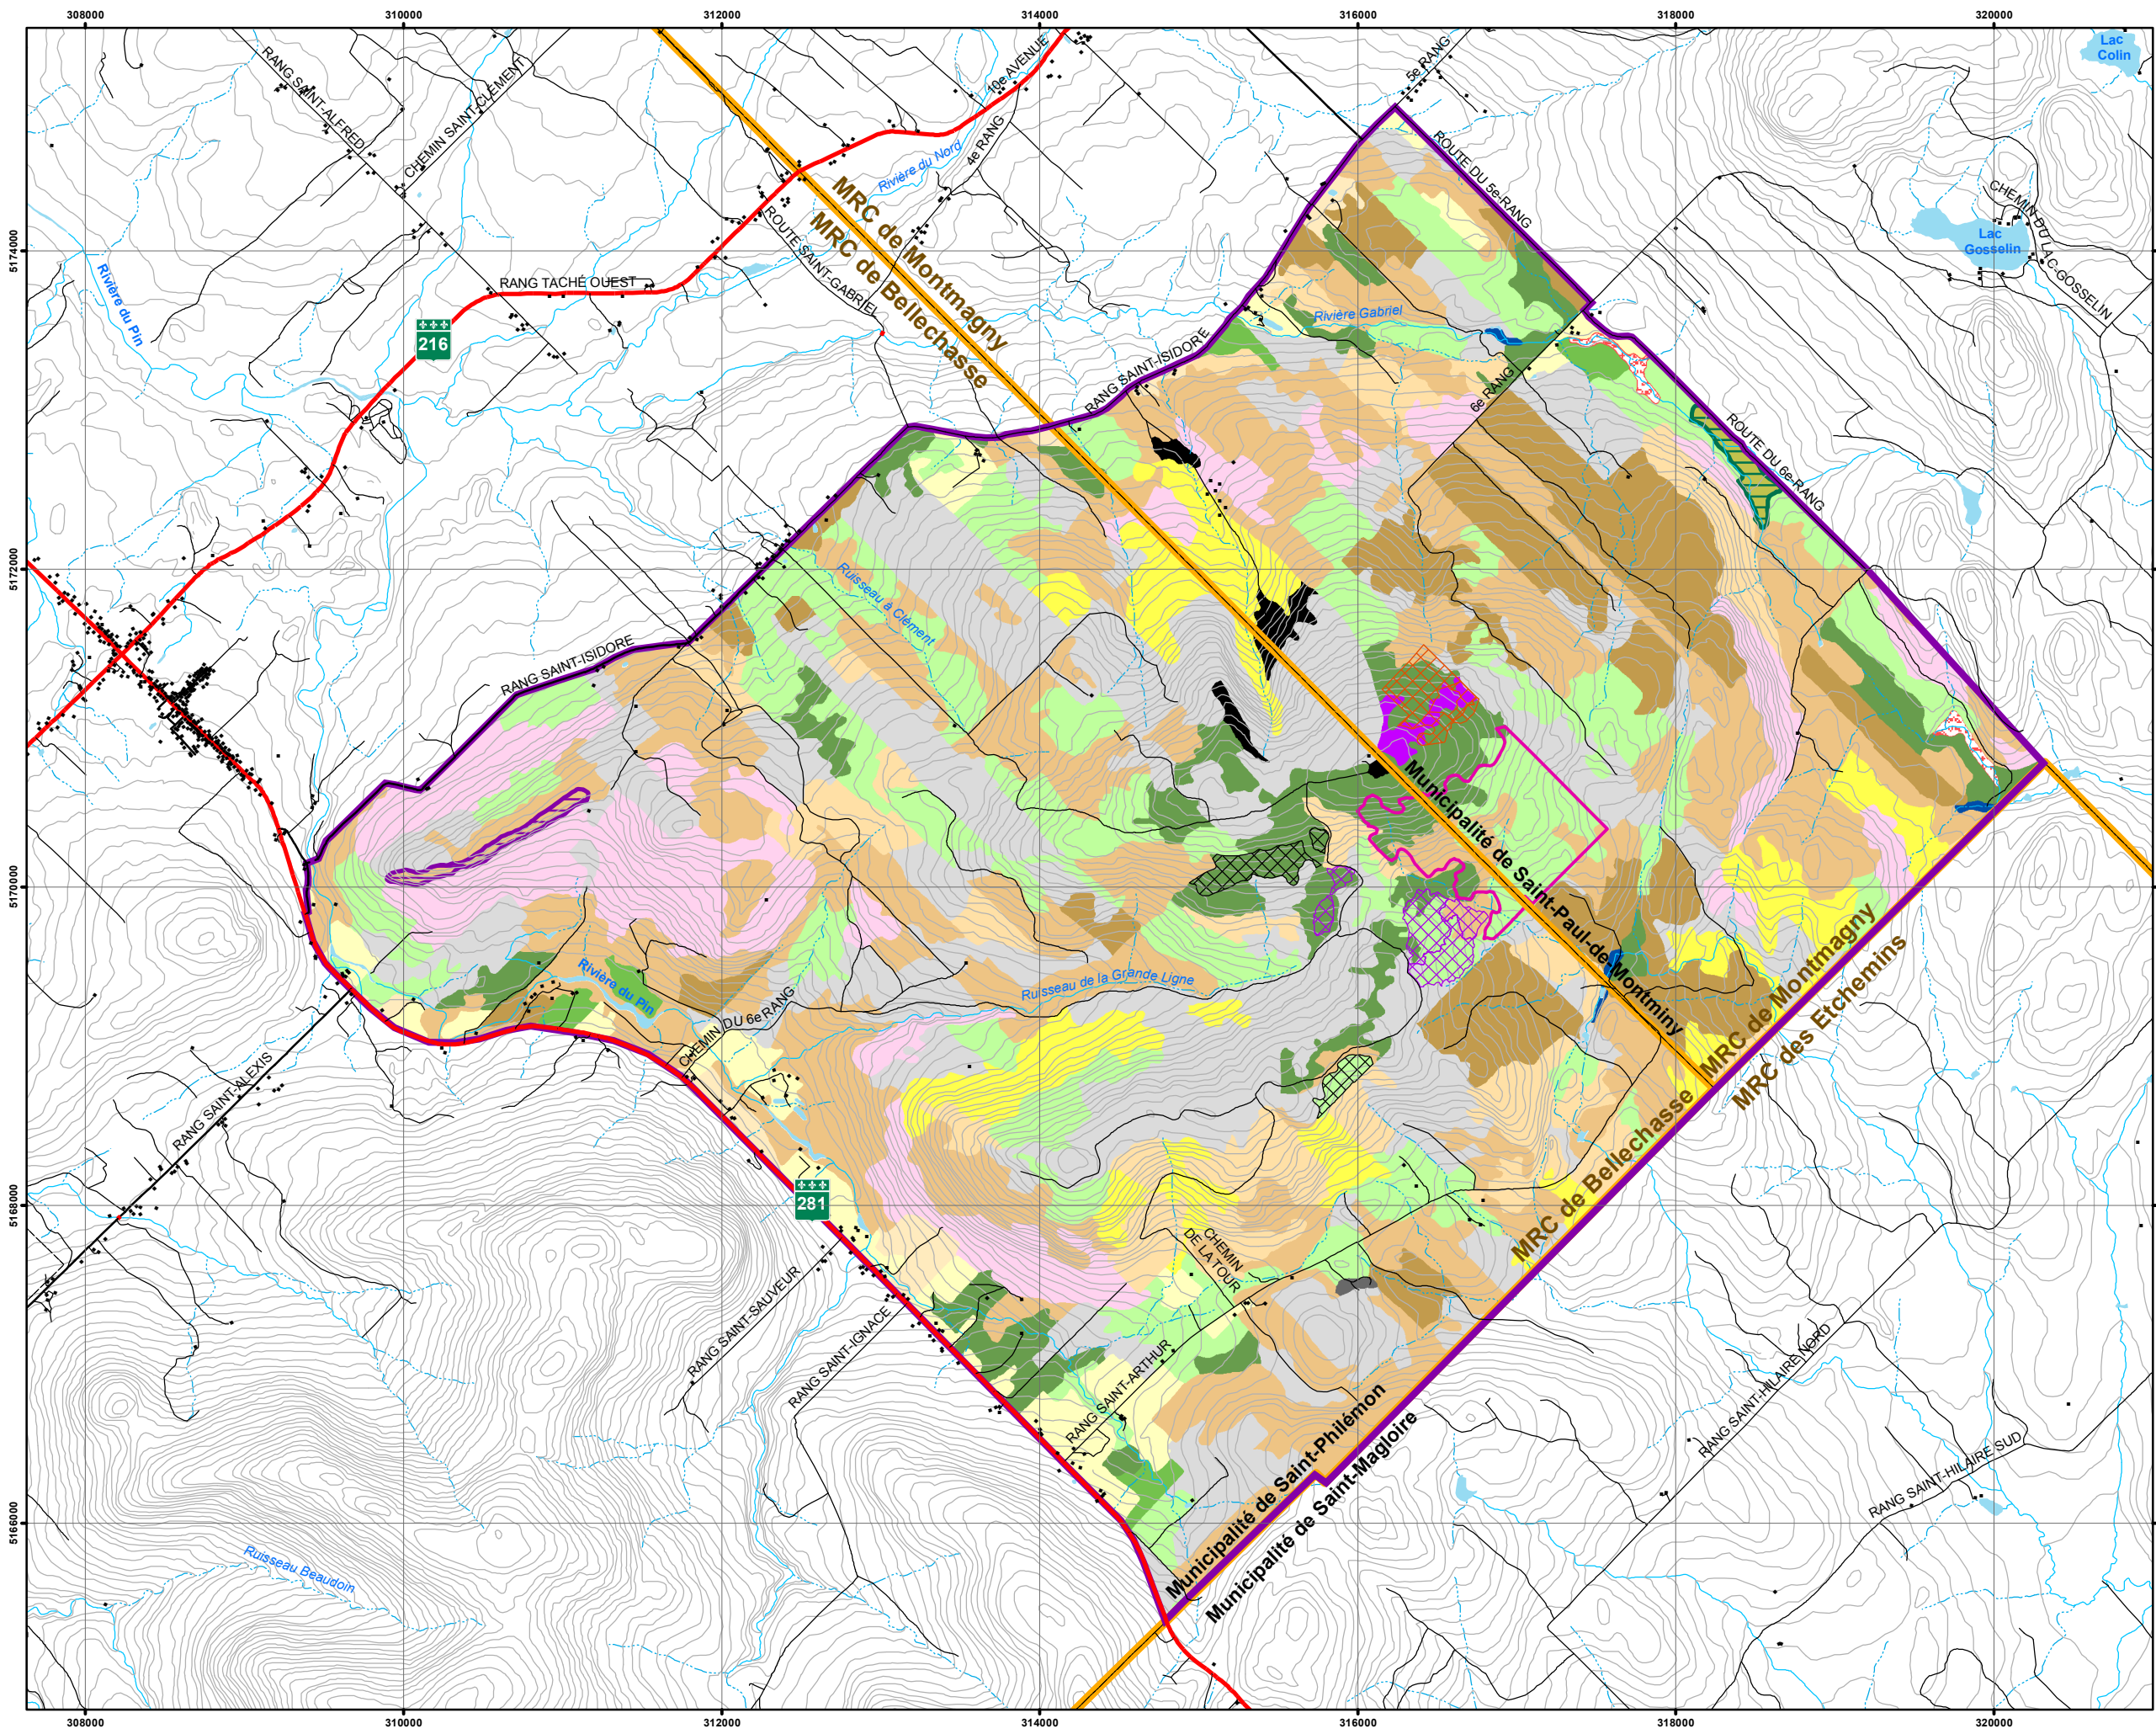 308000
310000
312000
314000
316000
318000
320000
Lac
Colin
RANG SAINT-ALFRED
CHEMIN SAINT-CLÉMENT
10e AVENUE
5e RANG
4e RANG
Rivière du Nord
ROUTE DU 5e-RANG
CHEMIN DU LAC-GOSSELIN
Lac
Gosselin
MRC de Montmagny
MRC de Bellechasse
ROUTE SAINT-GABRIEL
5174000
Rivière du Pin
RANG TACHÉ OUEST
216
Rivière Gabriel
RANG SAINT-ISIDORE
6e RANG
ROUTE DU 6e-RANG
5172000
Ruisseau à Clément
RANG SAINT-ISIDORE
Municipalité de Saint-Paul-de-Montminy
5170000
Rivière du Pin
Ruisseau de la Grande Ligne
CHEMIN DU 6e RANG
MRC de Montmagny
MRC des Etchemins
RANG SAINT-ALEXIS
MRC de Bellechasse
5168000
281
CHEMIN
DE LA TOUR
RANG SAINT-SAUVEUR
RANG SAINT-IGNACE
RANG SAINT-ARTHUR
RANG SAINT-HILAIRE NORD
Municipalité de Saint-Philémon
Municipalité de Saint-Magloire
RANG SAINT-HILAIRE SUD
5166000
Ruisseau Beaudoin
308000
310000
312000
314000
316000
318000
320000